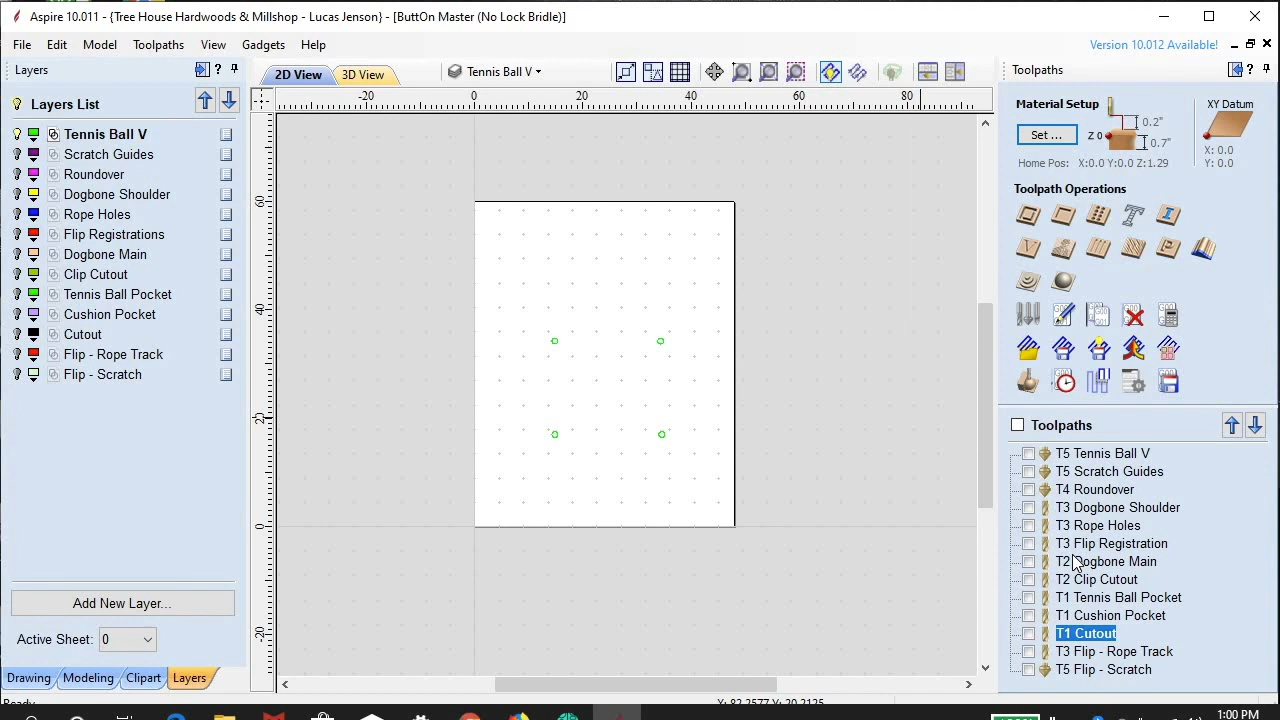 Aspire 10.011 - {Tree House Hardwoods & Millshop - Lucas Jenson} - [ButtOn Master (No Lock Bridle)]
File Edit Model Toolpaths View Gadgets Help
Version 10.012 Available!
Layers
?
2D View
3D View
Tennis Ball V
Toolpaths
?
Layers List
-20 0 20 40 60 80
Material Setup
Set ...
0.2"
Z 0
0.7"
Home Pos: X:0.0 Y:0.0 Z:1.29
XY Datum
X: 0.0
Y: 0.0
Tennis Ball V
Scratch Guides
Roundover
Dogbone Shoulder
Rope Holes
Flip Registrations
Dogbone Main
Clip Cutout
Tennis Ball Pocket
Cushion Pocket
Cutout
Flip - Rope Track
Flip - Scratch
60
40
20
0
-20
Toolpath Operations
Toolpaths
T5 Tennis Ball V
T5 Scratch Guides
T4 Roundover
T3 Dogbone Shoulder
T3 Rope Holes
T3 Flip Registration
T2 Dogbone Main
T2 Clip Cutout
T1 Tennis Ball Pocket
T1 Cushion Pocket
T1 Cutout
T3 Flip - Rope Track
T5 Flip - Scratch
Add New Layer...
Active Sheet: 0
Drawing Modeling Clipart Layers
Ready
X: 82.2577 Y: 20.2125
1:00 PM